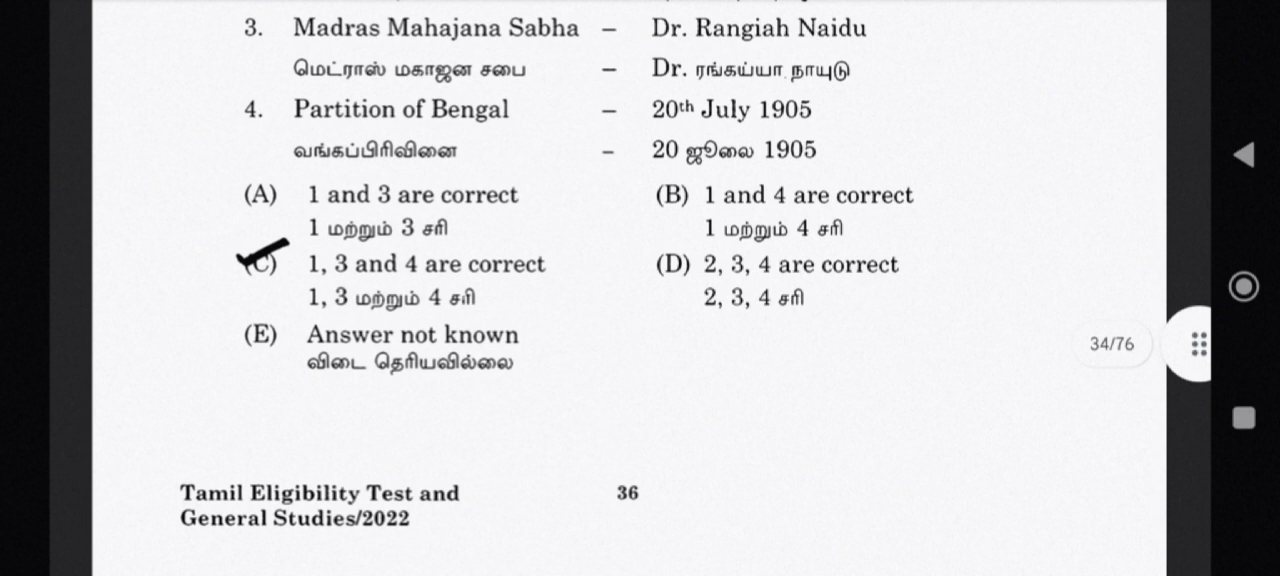 3. Madras Mahajana Sabha – Dr. Rangiah Naidu
மெட்ராஸ் மகாஜன சபை – Dr. ரங்கய்யா நாயுடு
4. Partition of Bengal – 20th July 1905
வங்கப்பிரிவினை – 20 ஜூலை 1905
(A) 1 and 3 are correct (B) 1 and 4 are correct
1 மற்றும் 3 சரி 1 மற்றும் 4 சரி
(C) 1, 3 and 4 are correct (D) 2, 3, 4 are correct
1, 3 மற்றும் 4 சரி 2, 3, 4 சரி
(E) Answer not known
விடை தெரியவில்லை
34/76
Tamil Eligibility Test and 36
General Studies/2022